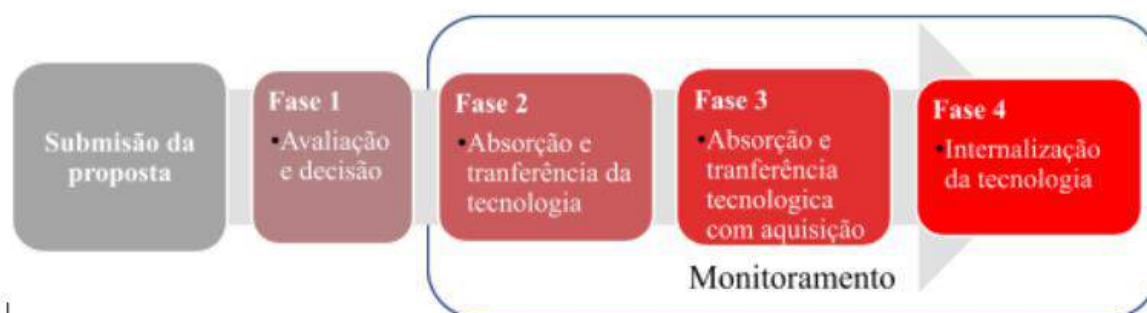 Submisão da
proposta
Fase 1
•Avaliação
e decisão
Fase 2
•Absorção e
tranferência da
tecnologia
Fase 3
•Absorção e
tranferência
tecnologica
com aquisição
Fase 4
•Internalização
da tecnologia
Monitoramento